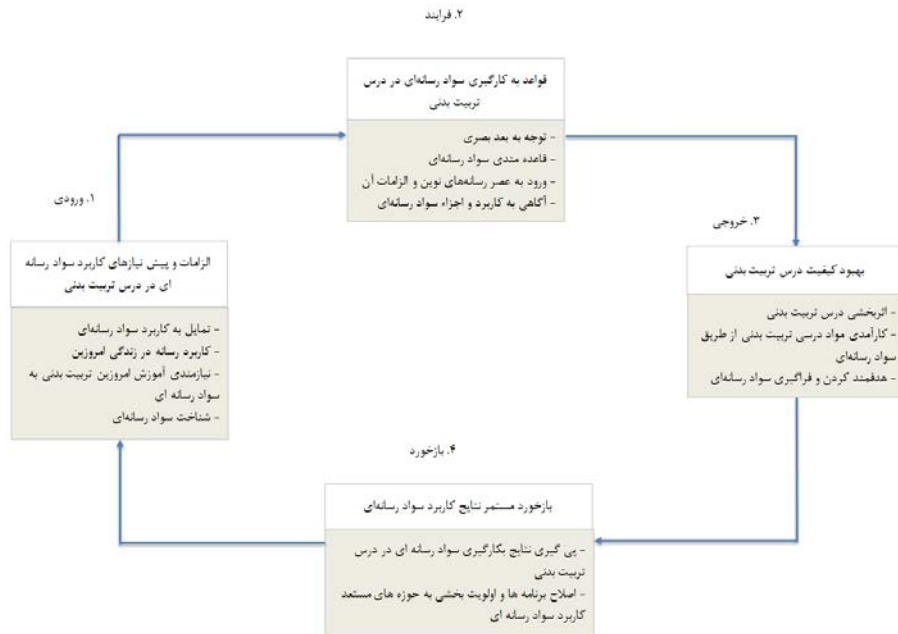 ۲. فرایند
قواعد به کارگیری سواد رسانه‌ای در درس
تربیت بدنی
- توجه به بعد بصری
- قاعده مندی سواد رسانه‌ای
- ورود به عصر رسانه‌های نوین و الزامات آن
- آگاهی به کاربرد و اجزاء سواد رسانه‌ای
۱. ورودی
الزامات و پیش نیازهای کاربرد سواد رسانه
ای در درس تربیت بدنی
- تمایل به کاربرد سواد رسانه‌ای
- کاربرد رسانه در زندگی امروزین
- نیازمندی آموزش امروزین تربیت بدنی به
سواد رسانه ای
- شناخت سواد رسانه‌ای
۳. خروجی
بهبود کیفیت درس تربیت بدنی
- اثربخشی درس تربیت بدنی
- کارآمدی مواد درسی تربیت بدنی از طریق
سواد رسانه‌ای
- هدفمند کردن و فراگیری سواد رسانه‌ای
۴. بازخورد
بازخورد مستمر نتایج کاربرد سواد رسانه‌ای
- پی گیری نتایج بکارگیری سواد رسانه ای در درس
تربیت بدنی
- اصلاح برنامه ها و اولویت بخشی به حوزه های مستعد
کاربرد سواد رسانه ای